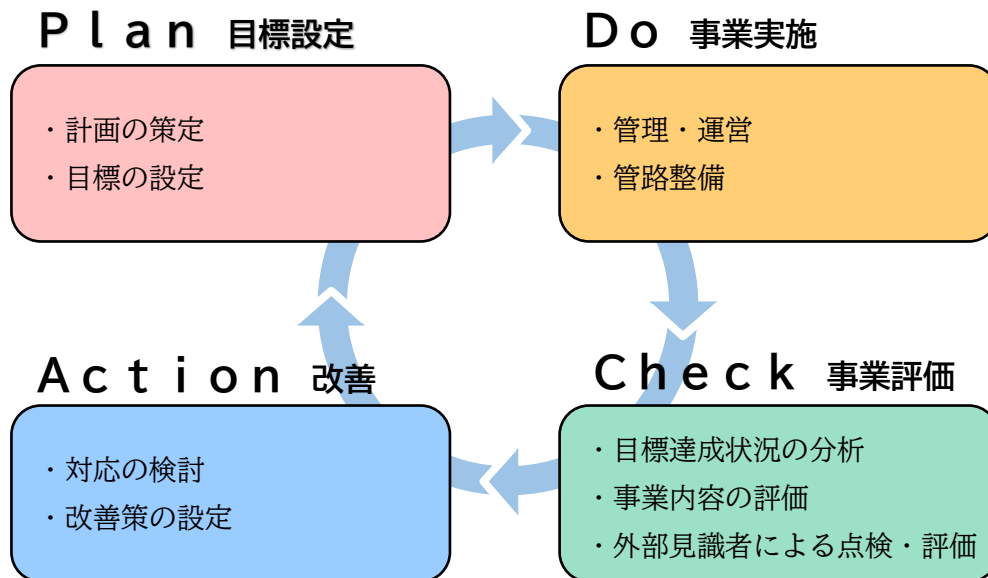 Ｐｌａｎ 目標設定
・計画の策定
・目標の設定
Ｄｏ 事業実施
・管理・運営
・管路整備
Ｃｈｅｃｋ 事業評価
・目標達成状況の分析
・事業内容の評価
・外部見識者による点検・評価
Ａｃｔｉｏｎ 改善
・対応の検討
・改善策の設定